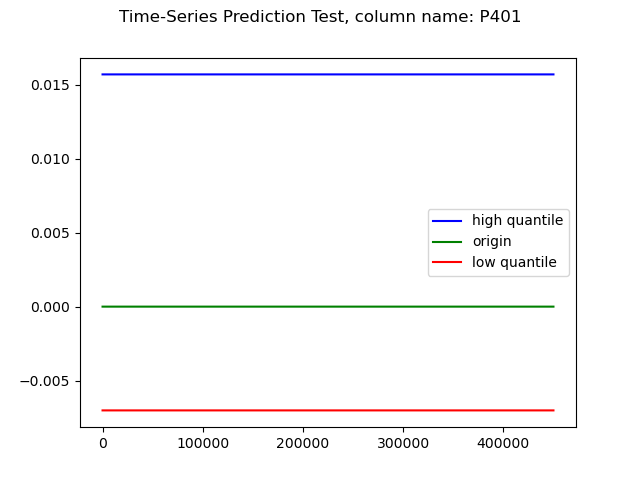 Time-Series Prediction Test, column name: P401
0.015
0.010
0.005
0.000
−0.005
high quantile
origin
low quantile
0 100000 200000 300000 400000